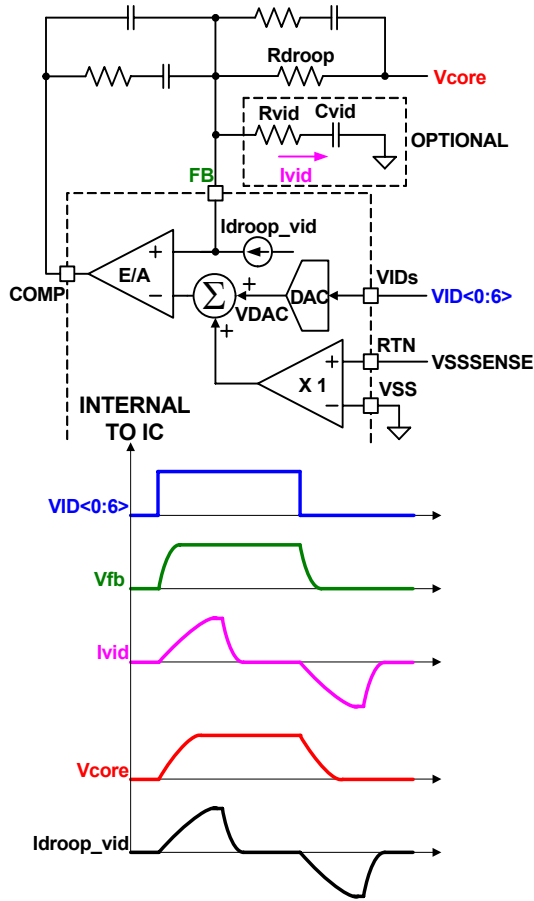 Rdroop
Vcore
Rvid
Cvid
OPTIONAL
Ivid
FB
Idroop_vid
+
E/A
−
COMP
Σ
+
+
VDAC
DAC
VIDs
VID<0:6>
RTN
+
X 1
−
VSSSENSE
VSS
INTERNAL
TO IC
VID<0:6>
Vfb
Ivid
Vcore
Idroop_vid